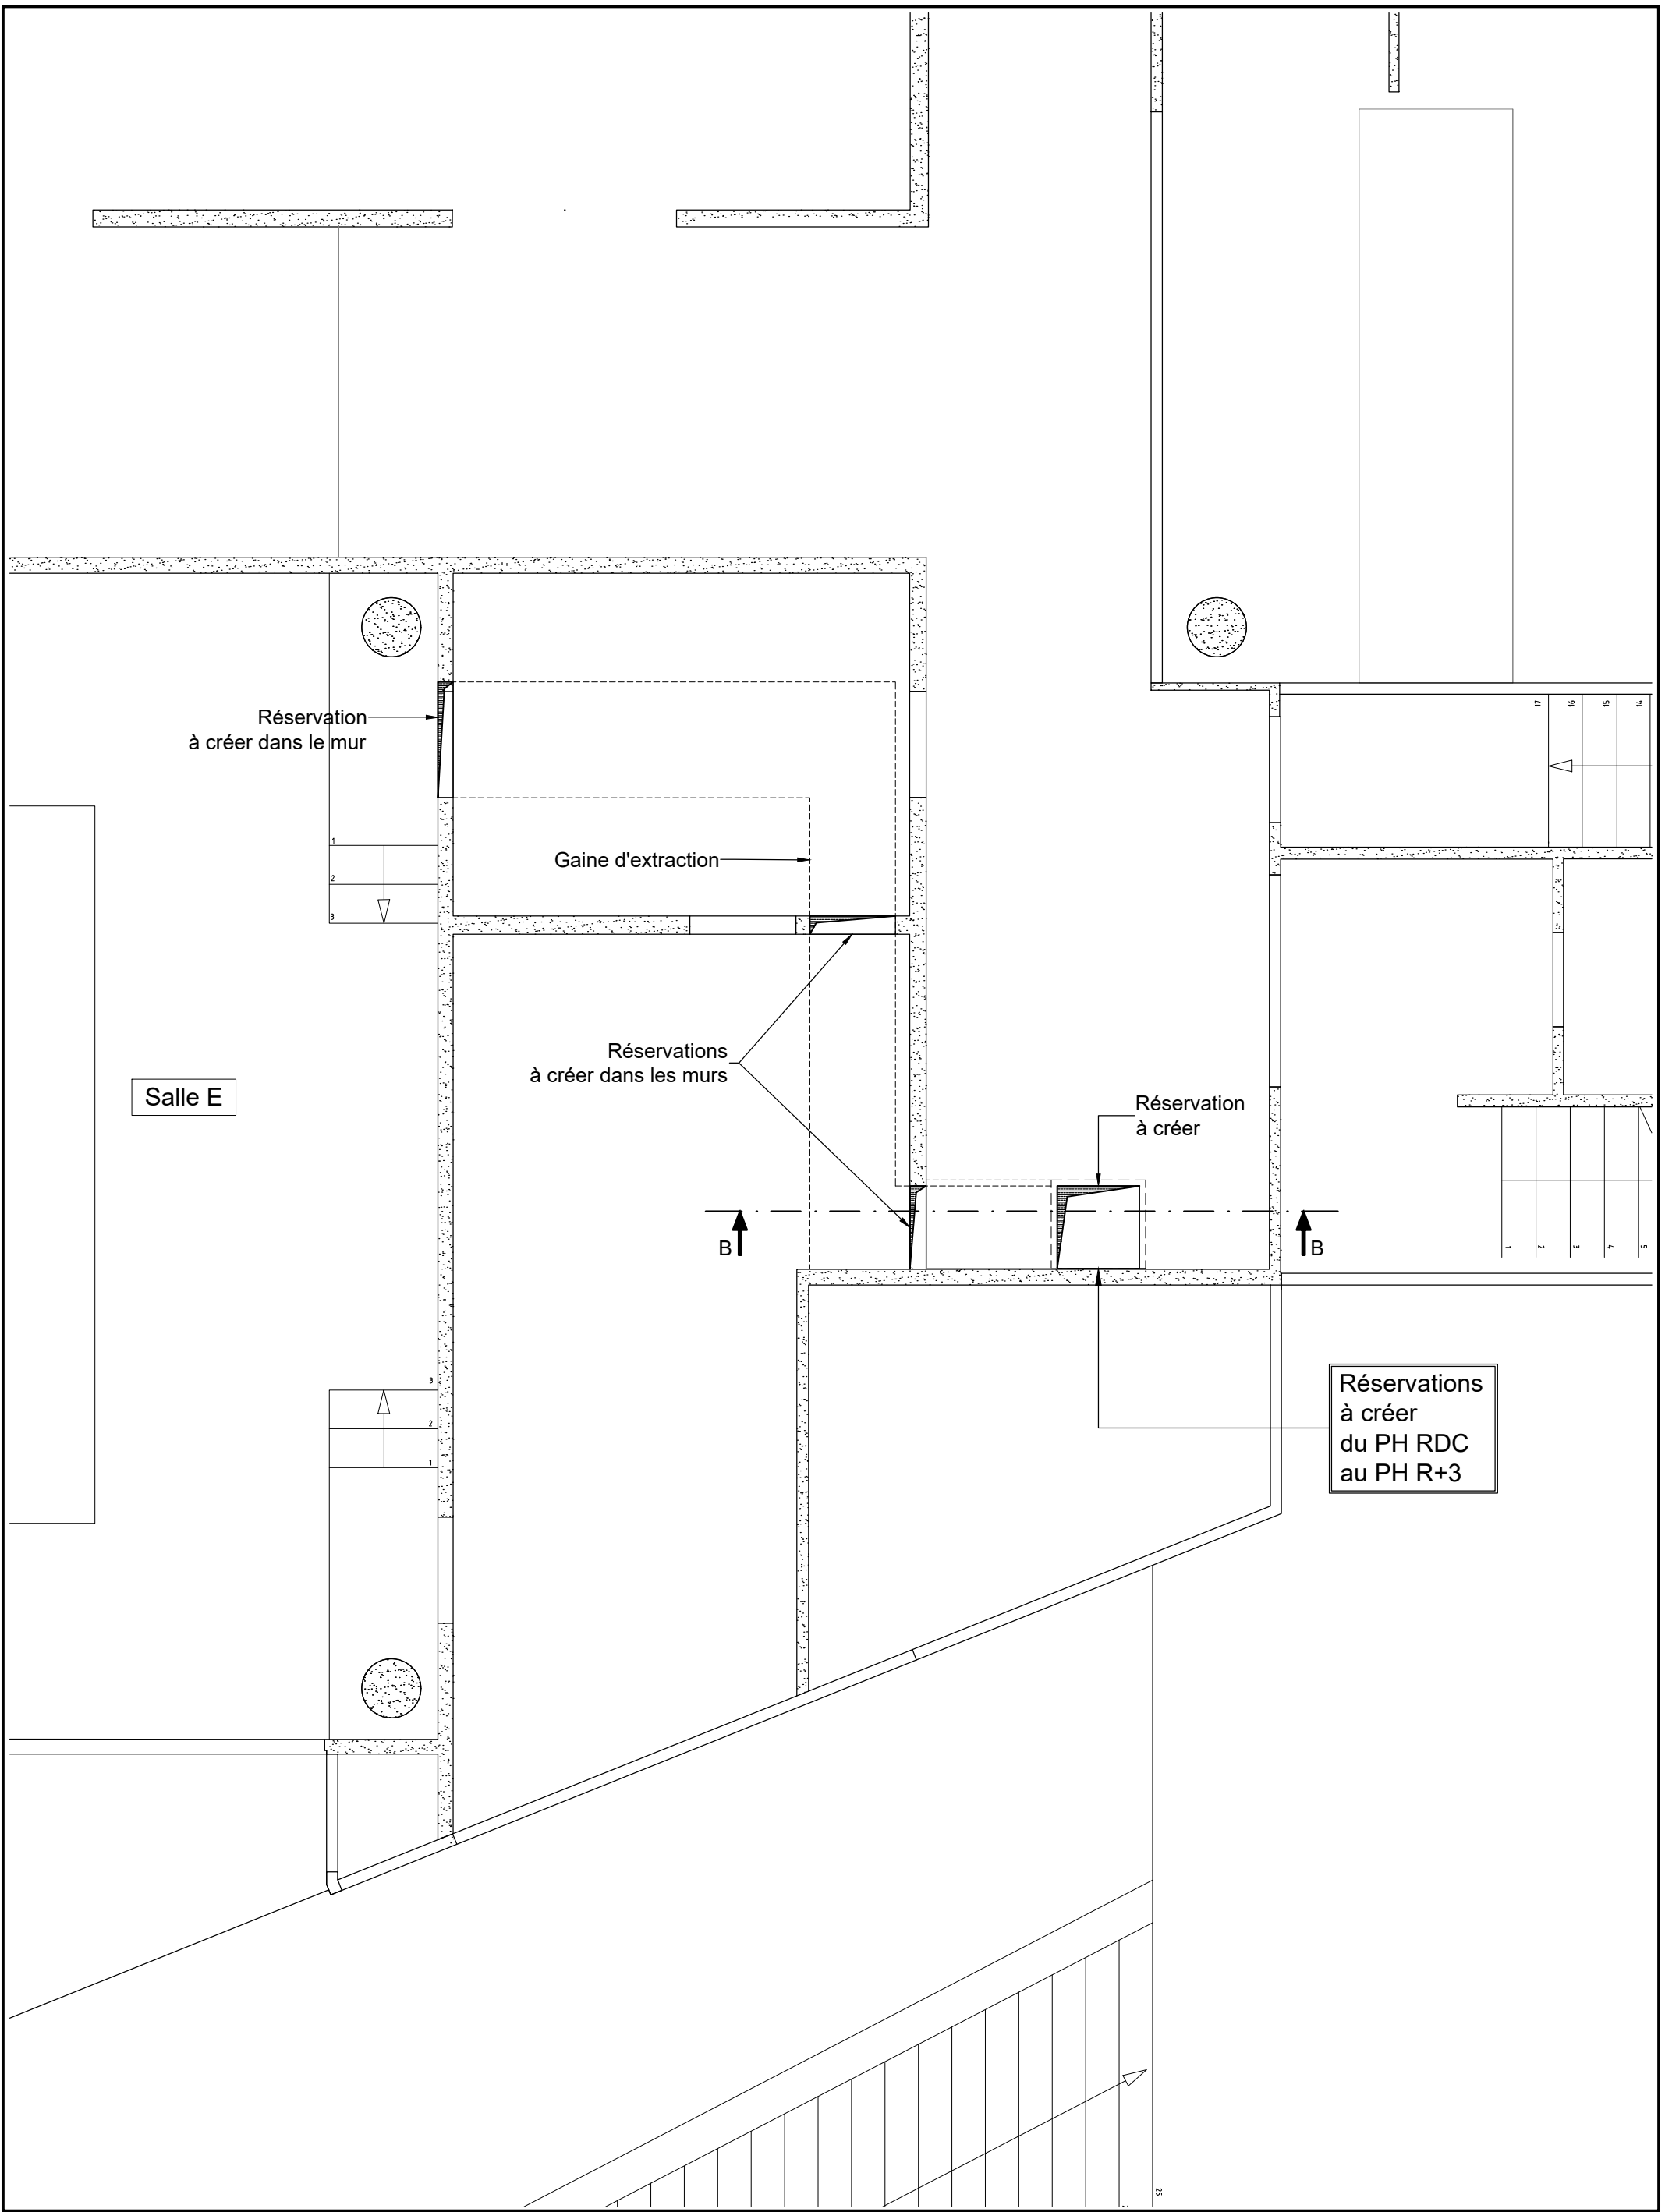 17
16
15
14
Réservation
à créer dans le mur
1
2
3
Gaine d'extraction
Réservations
à créer dans les murs
Salle E
Réservation
à créer
B
B
1
2
3
4
5
Réservations
à créer
du PH RDC
au PH R+3
3
2
1
25